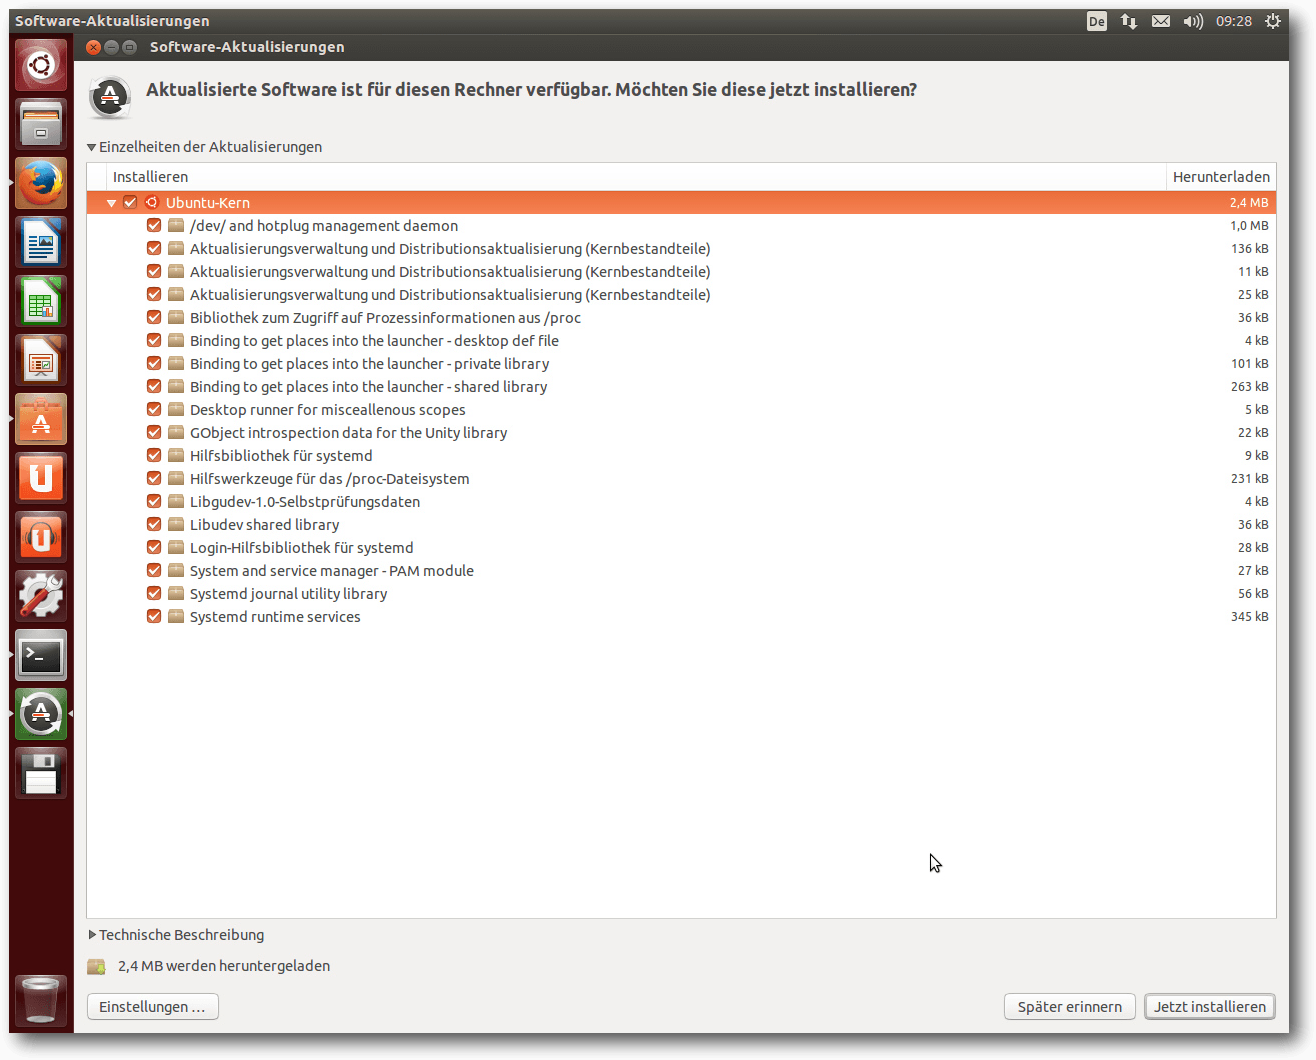 Software-Aktualisierungen
De
09:28
Software-Aktualisierungen
Aktualisierte Software ist für diesen Rechner verfügbar. Möchten Sie diese jetzt installieren?
Einzelheiten der Aktualisierungen
Installieren Herunterladen
Ubuntu-Kern 2,4 MB
/dev/ and hotplug management daemon 1,0 MB
Aktualisierungsverwaltung und Distributionsaktualisierung (Kernbestandteile) 136 kB
Aktualisierungsverwaltung und Distributionsaktualisierung (Kernbestandteile) 11 kB
Aktualisierungsverwaltung und Distributionsaktualisierung (Kernbestandteile) 25 kB
Bibliothek zum Zugriff auf Prozessinformationen aus /proc 36 kB
Binding to get places into the launcher - desktop def file 4 kB
Binding to get places into the launcher - private library 101 kB
Binding to get places into the launcher - shared library 263 kB
Desktop runner for misceallenous scopes 5 kB
GObject introspection data for the Unity library 22 kB
Hilfsbibliothek für systemd 9 kB
Hilfswerkzeuge für das /proc-Dateisystem 231 kB
Libgudev-1.0-Selbstprüfungsdaten 4 kB
Libudev shared library 36 kB
Login-Hilfsbibliothek für systemd 28 kB
System and service manager - PAM module 27 kB
Systemd journal utility library 56 kB
Systemd runtime services 345 kB
Technische Beschreibung
2,4 MB werden heruntergeladen
Einstellungen ... Später erinnern Jetzt installieren